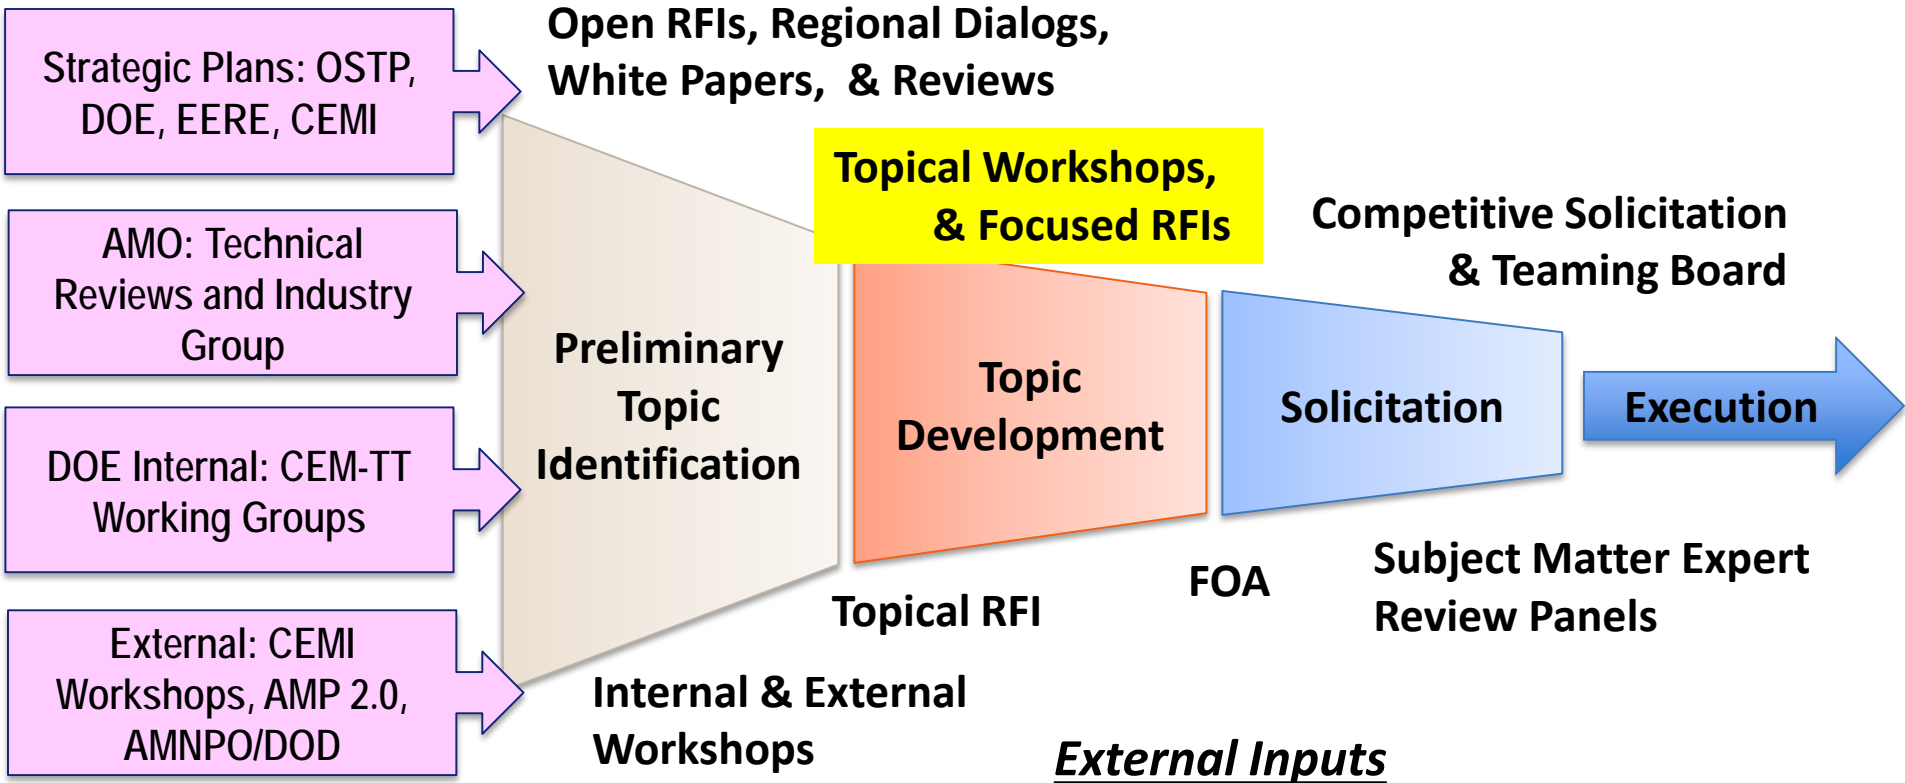 Strategic Plans: OSTP,
DOE, EERE, CEMI
AMO: Technical
Reviews and Industry
Group
DOE Internal: CEM-TT
Working Groups
External: CEMI
Workshops, AMP 2.0,
AMNPO/DOD
Open RFIs, Regional Dialogs,
White Papers,  & Reviews
Preliminary
Topic
Identification
Internal & External
Workshops
Topical Workshops,
& Focused RFIs
Topic
Development
Topical RFI
FOA
Competitive Solicitation
& Teaming Board
Solicitation
Subject Matter Expert
Review Panels
Execution
External Inputs